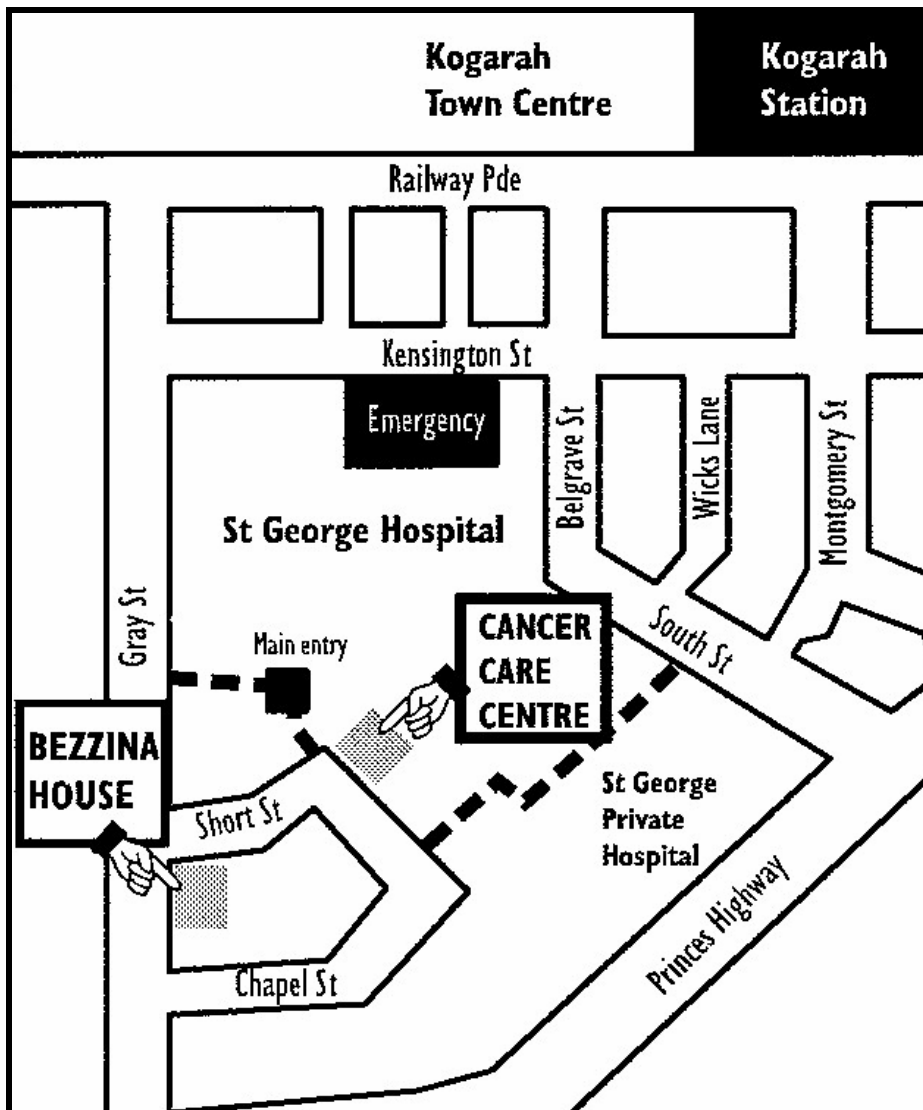 Kogarah
Town Centre
Kogarah
Station
Railway Pde
Kensington St
Emergency
Belgrave St
Wicks Lane
Montgomery St
St George Hospital
Gray St
Main entry
CANCER
CARE
CENTRE
South St
BEZZINA
HOUSE
Short St
St George
Private
Hospital
Princes Highway
Chapel St